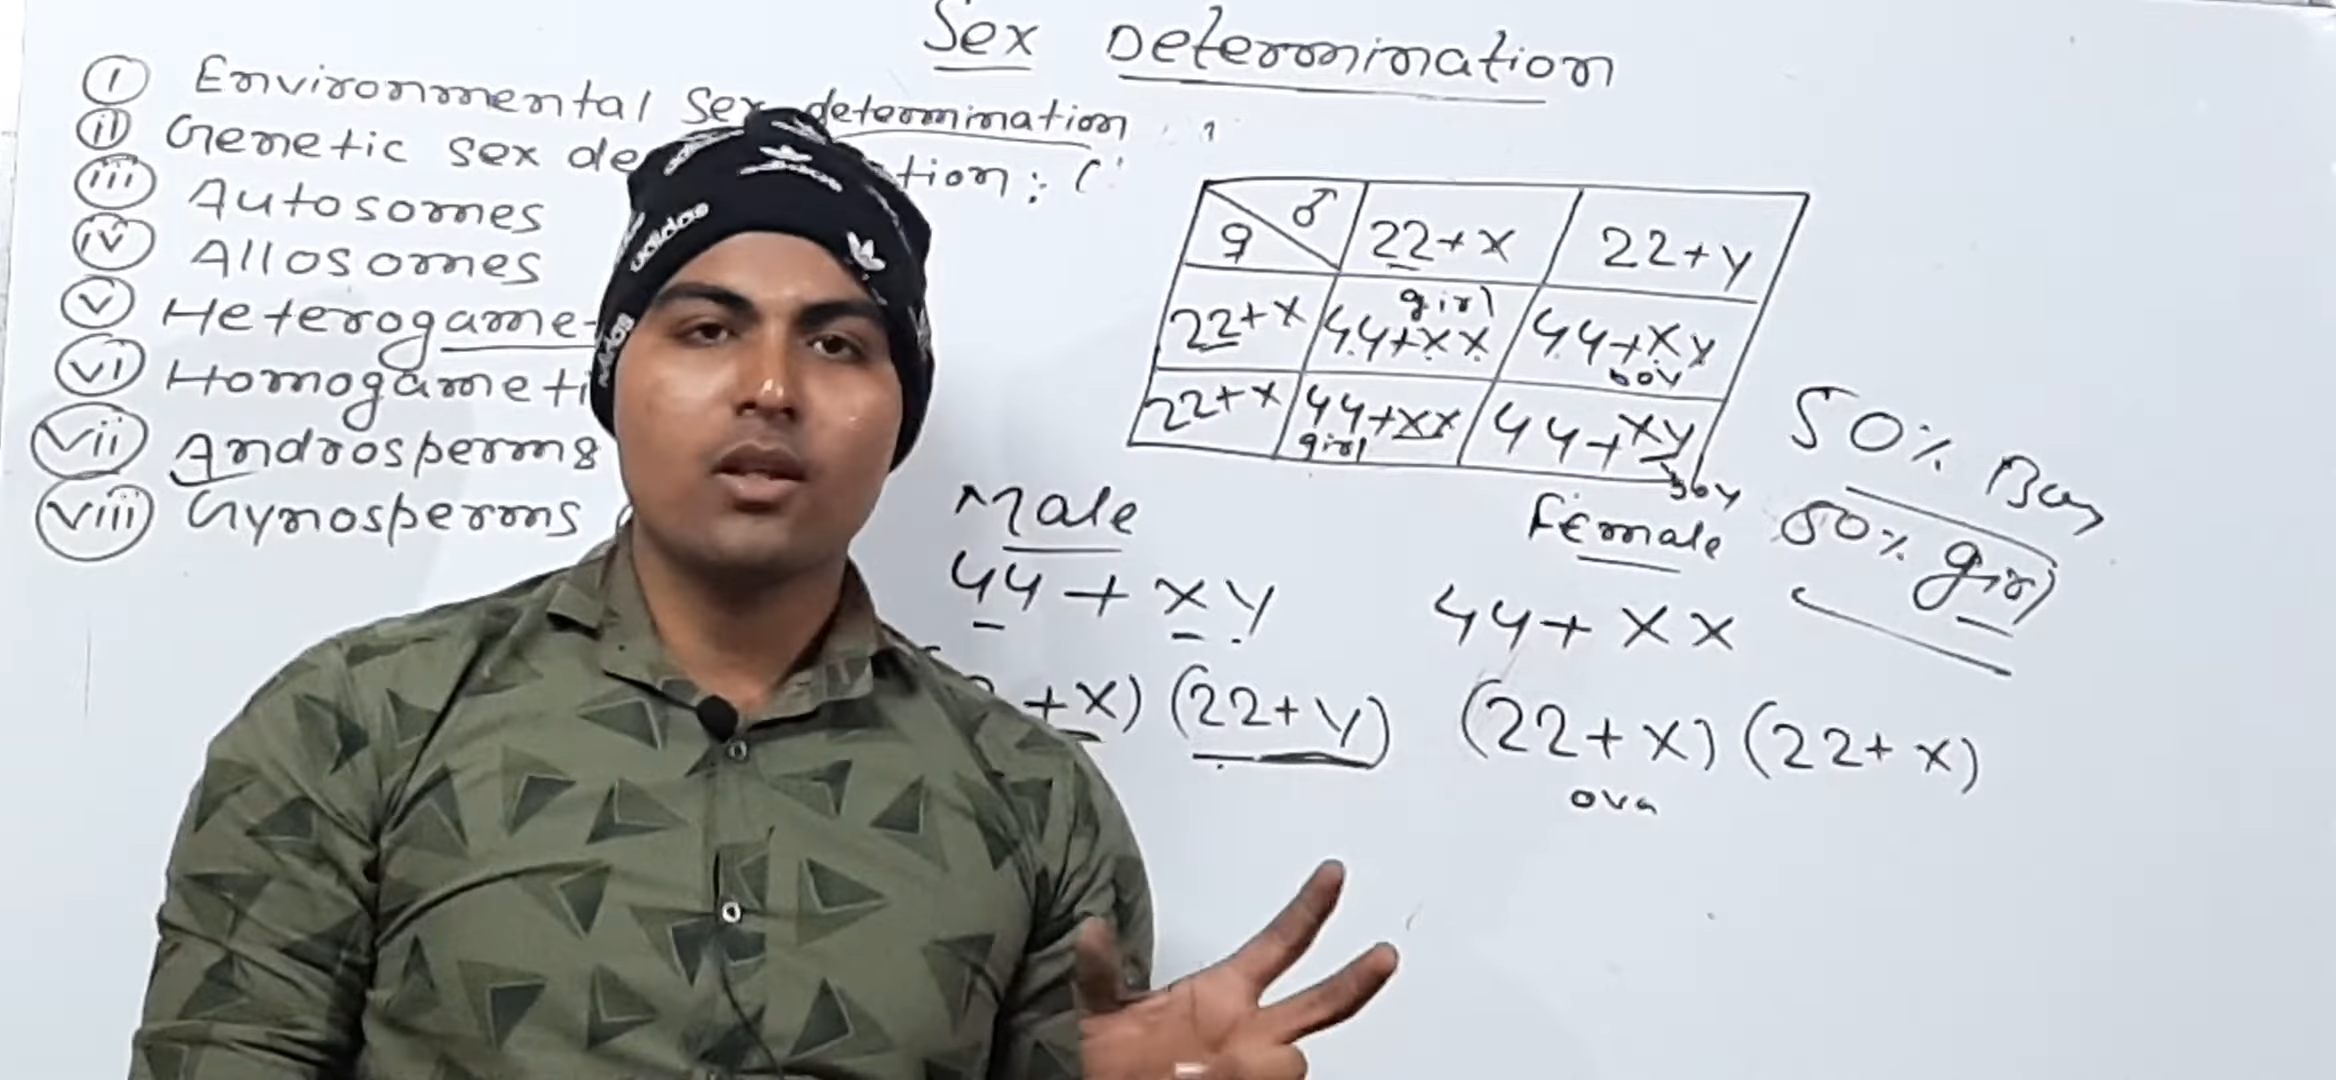 Sex Determination
(i) Environmental Sex determination
(ii) Genetic sex de tion : (
(iii) Autosomes
(iv) Allosomes
(v) Heterogame-
(vi) Homogameti
(vii) Androsperms
(viii) Gynosperms
adidas
♀ ♂ 22+X 22+y
22+X 44+XX girl 44+Xy boy
22+X 44+XX girl 44+Xy boy
50% Boy
50% girl
Male
44+XY
+X) (22+Y)
Female
44+XX
(22+X) (22+X)
ova